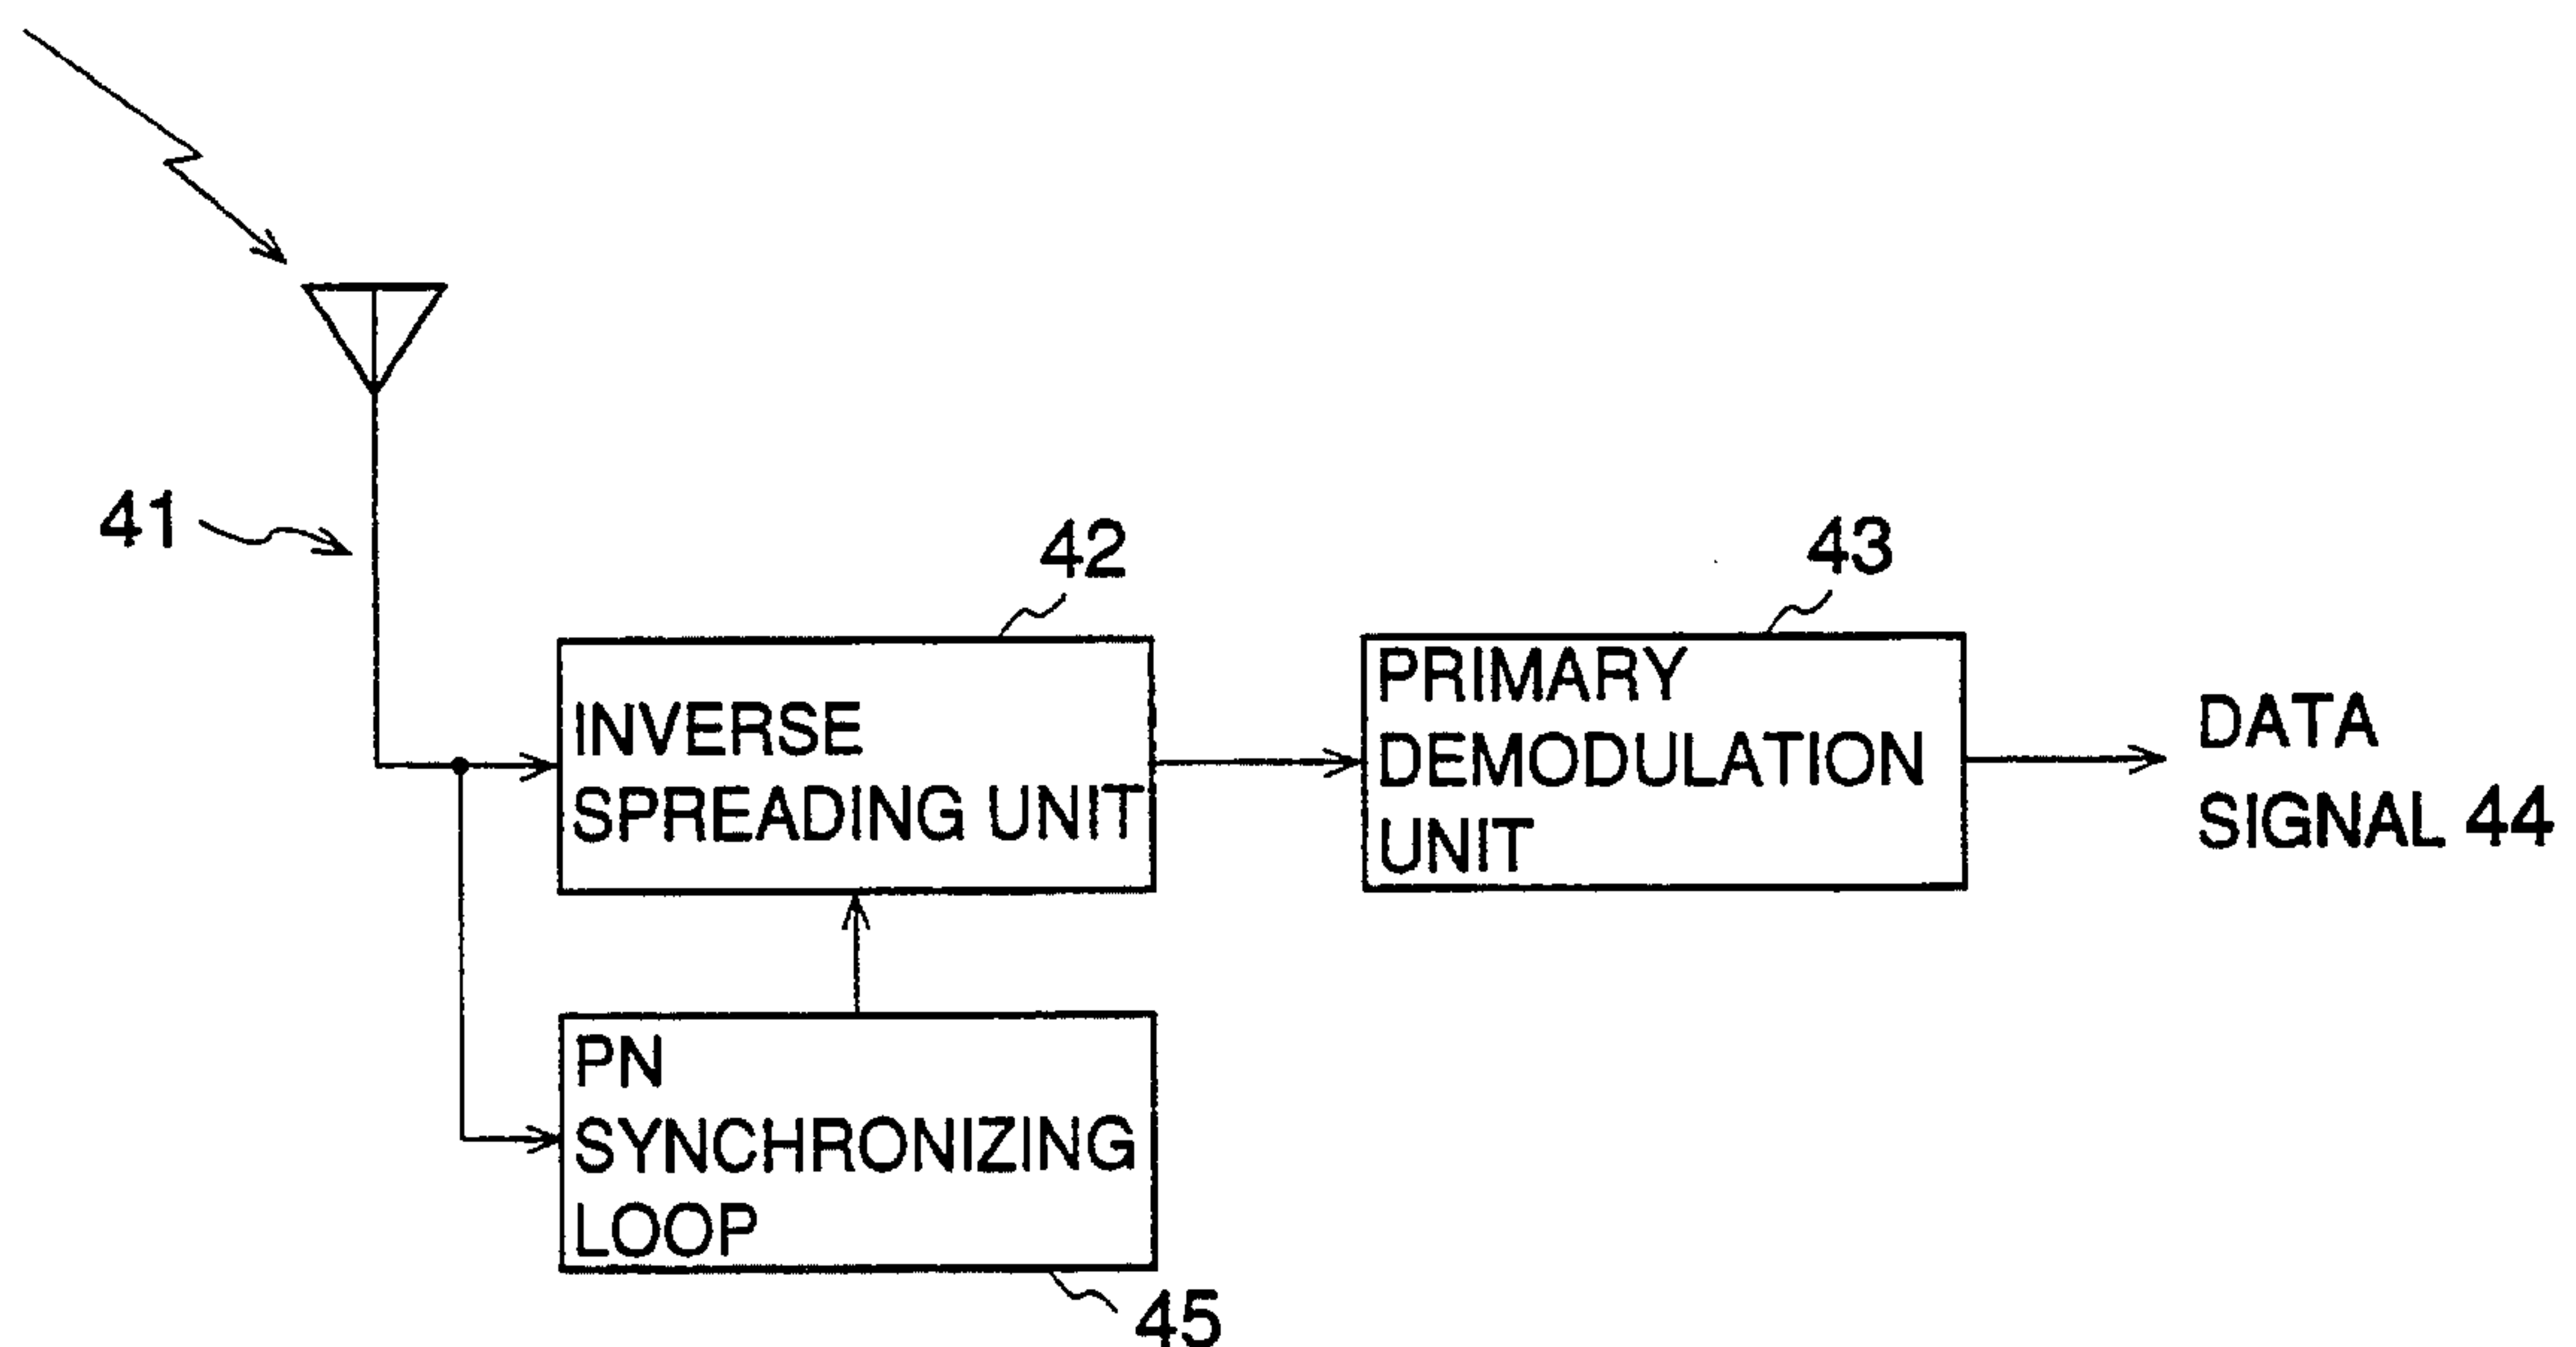 41
42
43
INVERSE
SPREADING UNIT
PRIMARY
DEMODULATION
UNIT
DATA
SIGNAL 44
PN
SYNCHRONIZING
LOOP
45